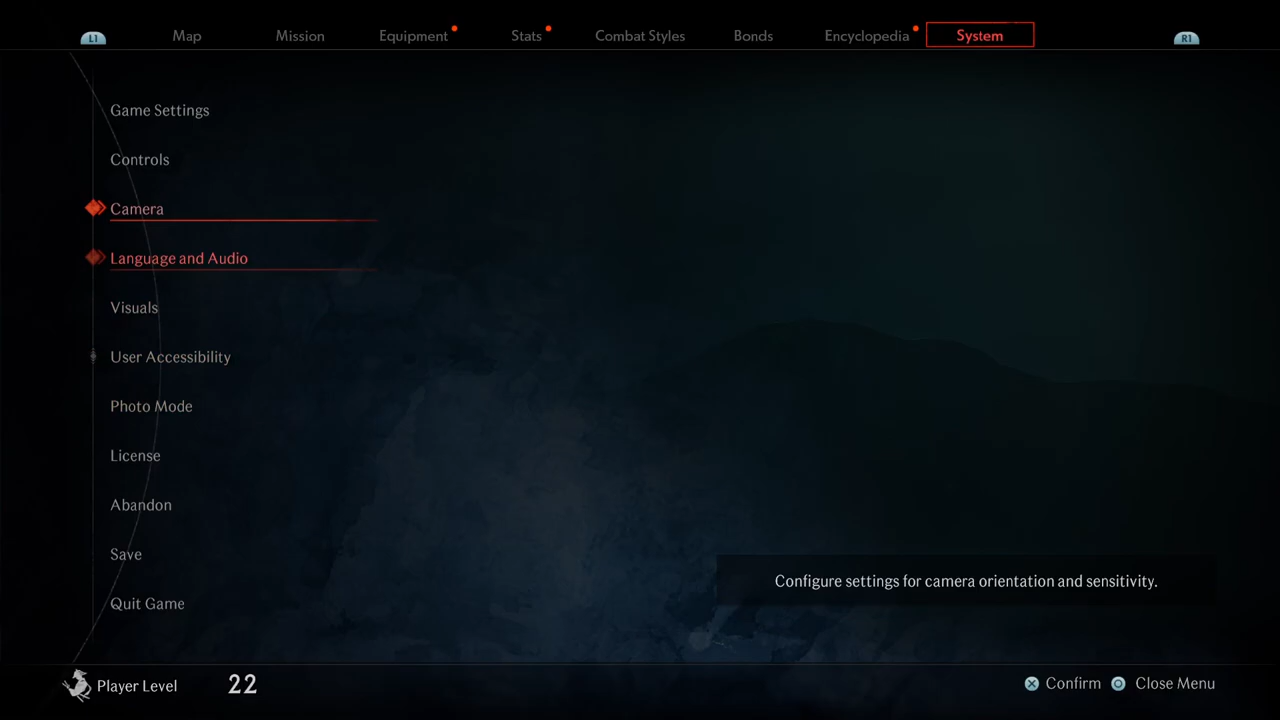 L1 Map Mission Equipment Stats Combat Styles Bonds Encyclopedia System R1
Game Settings
Controls
Camera
Language and Audio
Visuals
User Accessibility
Photo Mode
License
Abandon
Save
Quit Game
Configure settings for camera orientation and sensitivity.
Player Level 22 Confirm Close Menu